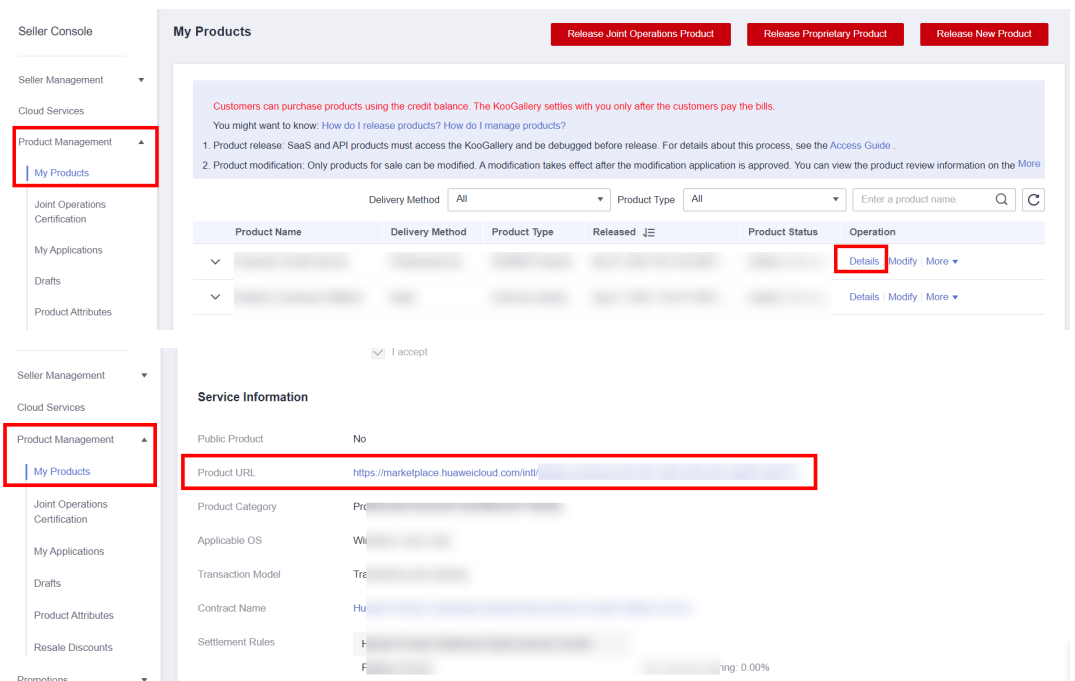 Seller Console
My Products
Release Joint Operations Product
Release Proprietary Product
Release New Product
Seller Management
Cloud Services
Product Management
My Products
Joint Operations
Certification
My Applications
Drafts
Product Attributes
Customers can purchase products using the credit balance. The KooGallery settles with you only after the customers pay the bills.
You might want to know: How do I release products? How do I manage products?
1. Product release: SaaS and API products must access the KooGallery and be debugged before release. For details about this process, see the Access Guide .
2. Product modification: Only products for sale can be modified. A modification takes effect after the modification application is approved. You can view the product review information on the More
Delivery Method All Product Type All Enter a product name.
Product Name Delivery Method Product Type Released Product Status Operation
Details Modify More
Details Modify More
Seller Management
Cloud Services
Product Management
My Products
Joint Operations
Certification
My Applications
Drafts
Product Attributes
Resale Discounts
Promotions
I accept
Service Information
Public Product No
Product URL https://marketplace.huaweicloud.com/intl/
Product Category
Applicable OS
Transaction Model
Contract Name
Settlement Rules
ring: 0.00%